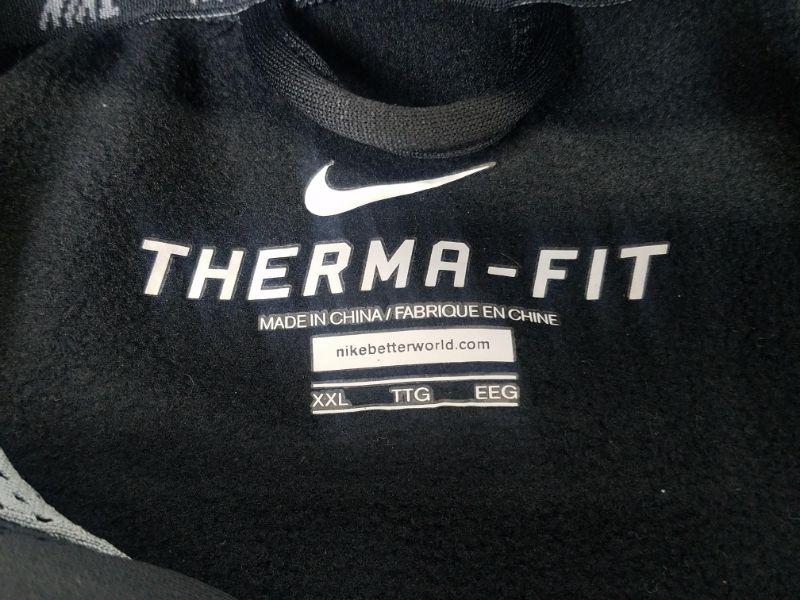 THERMA-FIT
MADE IN CHINA / FABRIQUE EN CHINE
nikebetterworld.com
XXL TTG EEG